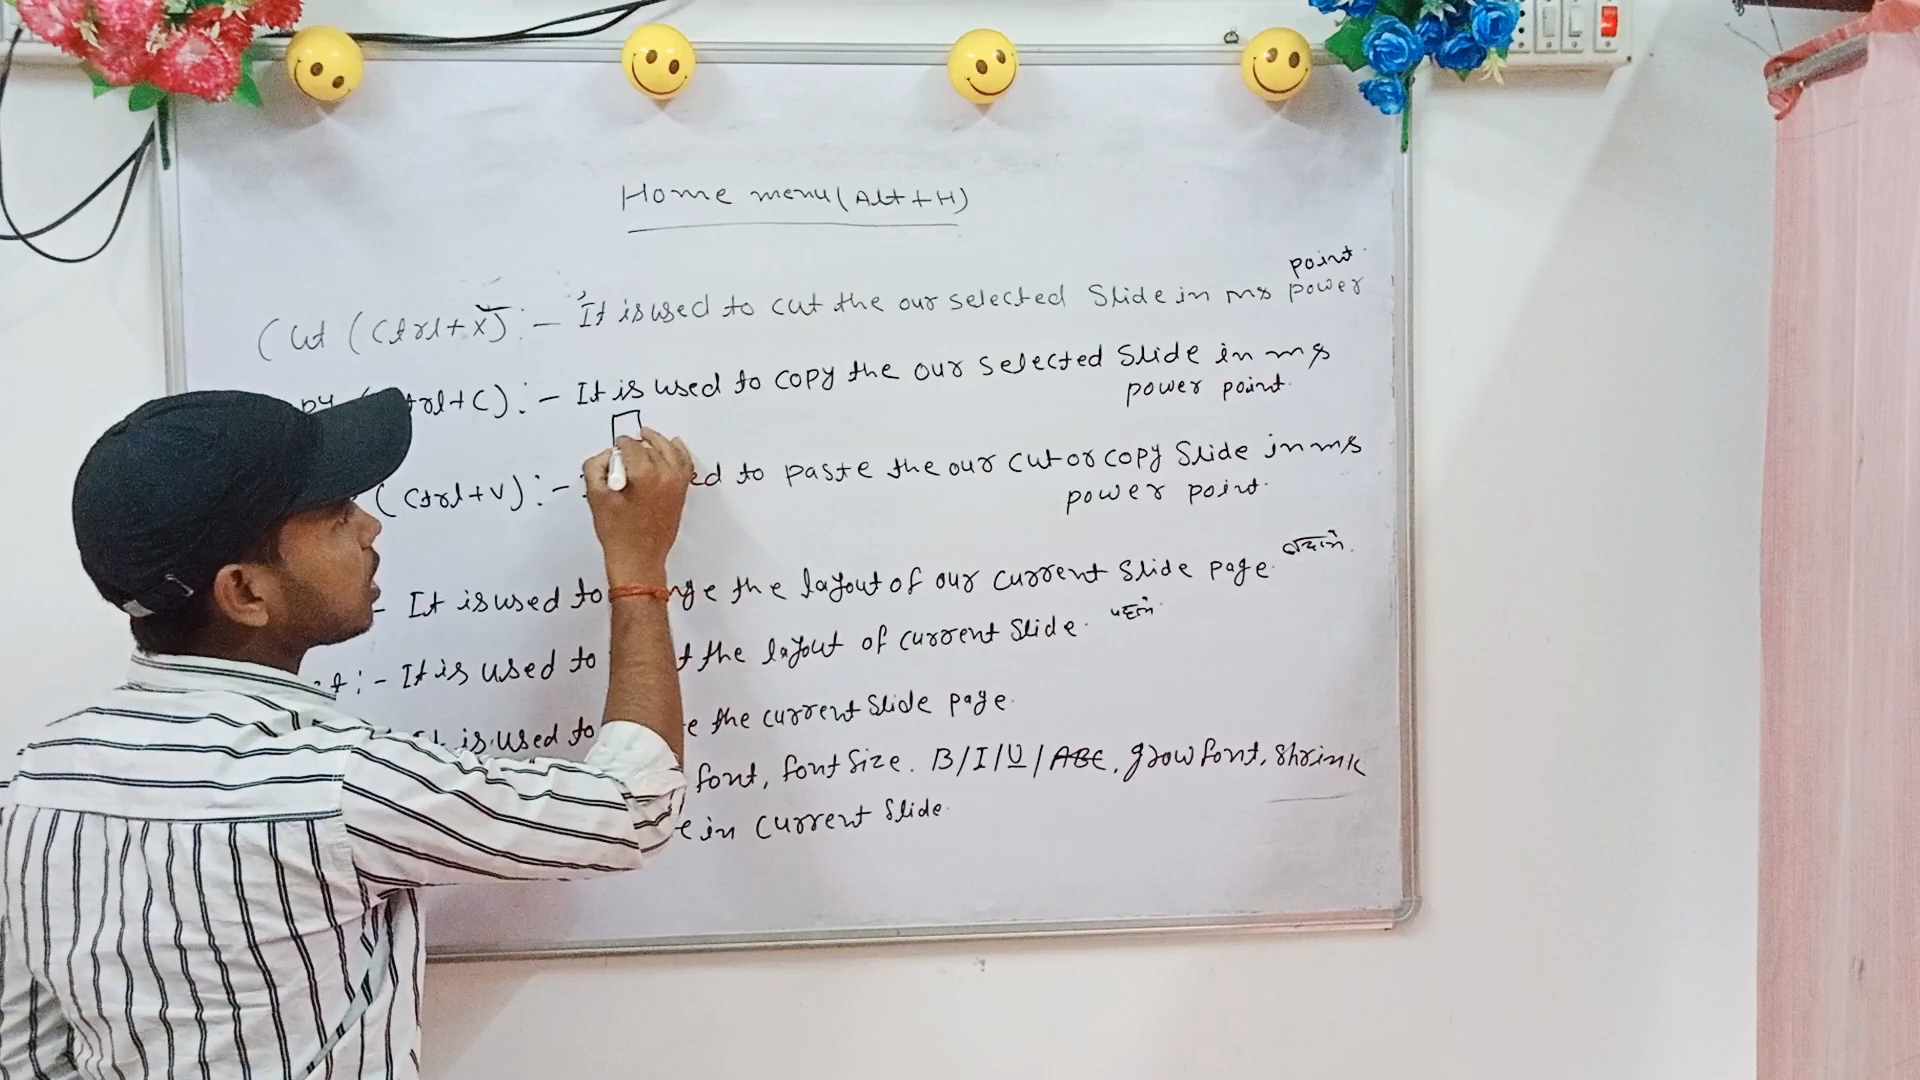 Home menu (Alt+H)
Cut (Ctrl+X) :- It is used to cut the our selected Slide in ms power point.
py trl+C) :- It is used to copy the our selected Slide in ms
power point.
(Ctrl+V) :- ed to paste the our cut or copy Slide in ms
power point.
- It is used to nge the layout of our current slide page.
t :- It is used to t the layout of current slide. पहले
It is used to e the current slide page.
font, font size. B/I/U/ABC, grow font, shrink
e in current slide.